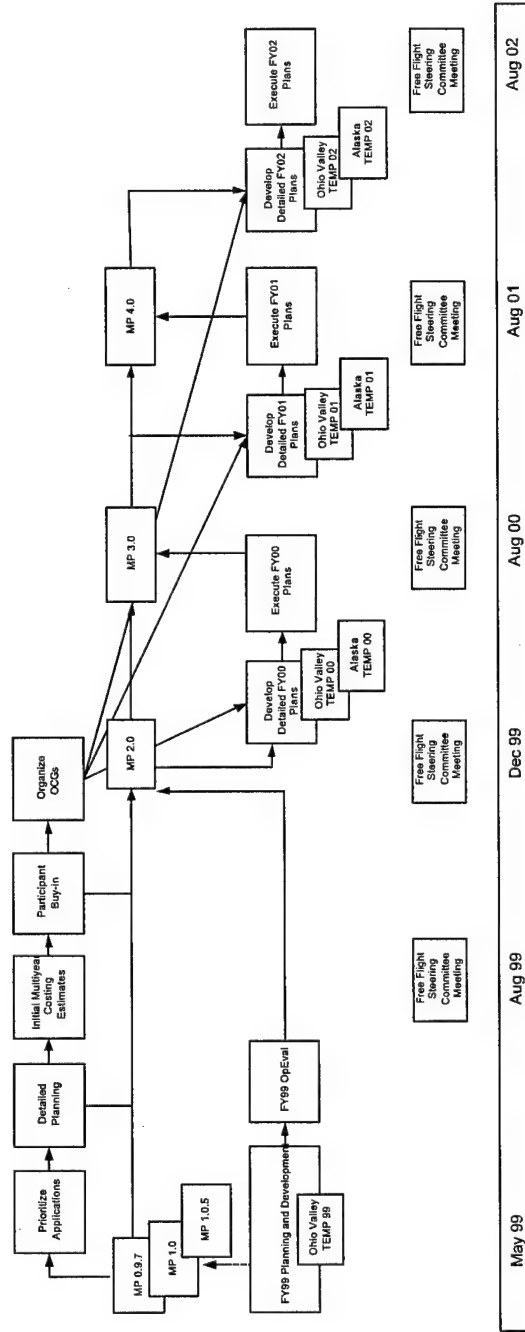 Prioritize
Applications
Detailed
Planning
Initial Multiyear
Costing
Estimates
Participant
Buy-in
Organize
OCGs
MP 0.9.7
MP 1.0
MP 1.0.5
MP 2.0
MP 3.0
MP 4.0
FY99 Planning and Development
Ohio Valley
TEMP 99
FY99 OpEval
Develop
Detailed FY00
Plans
Ohio Valley
TEMP 00
Alaska
TEMP 00
Execute FY00
Plans
Develop
Detailed FY01
Plans
Ohio Valley
TEMP 01
Alaska
TEMP 01
Execute FY01
Plans
Develop
Detailed FY02
Plans
Ohio Valley
TEMP 02
Alaska
TEMP 02
Execute FY02
Plans
Free Flight
Steering
Committee
Meeting
Free Flight
Steering
Committee
Meeting
Free Flight
Steering
Committee
Meeting
Free Flight
Steering
Committee
Meeting
Free Flight
Steering
Committee
Meeting
May 99
Aug 99
Dec 99
Aug 00
Aug 01
Aug 02